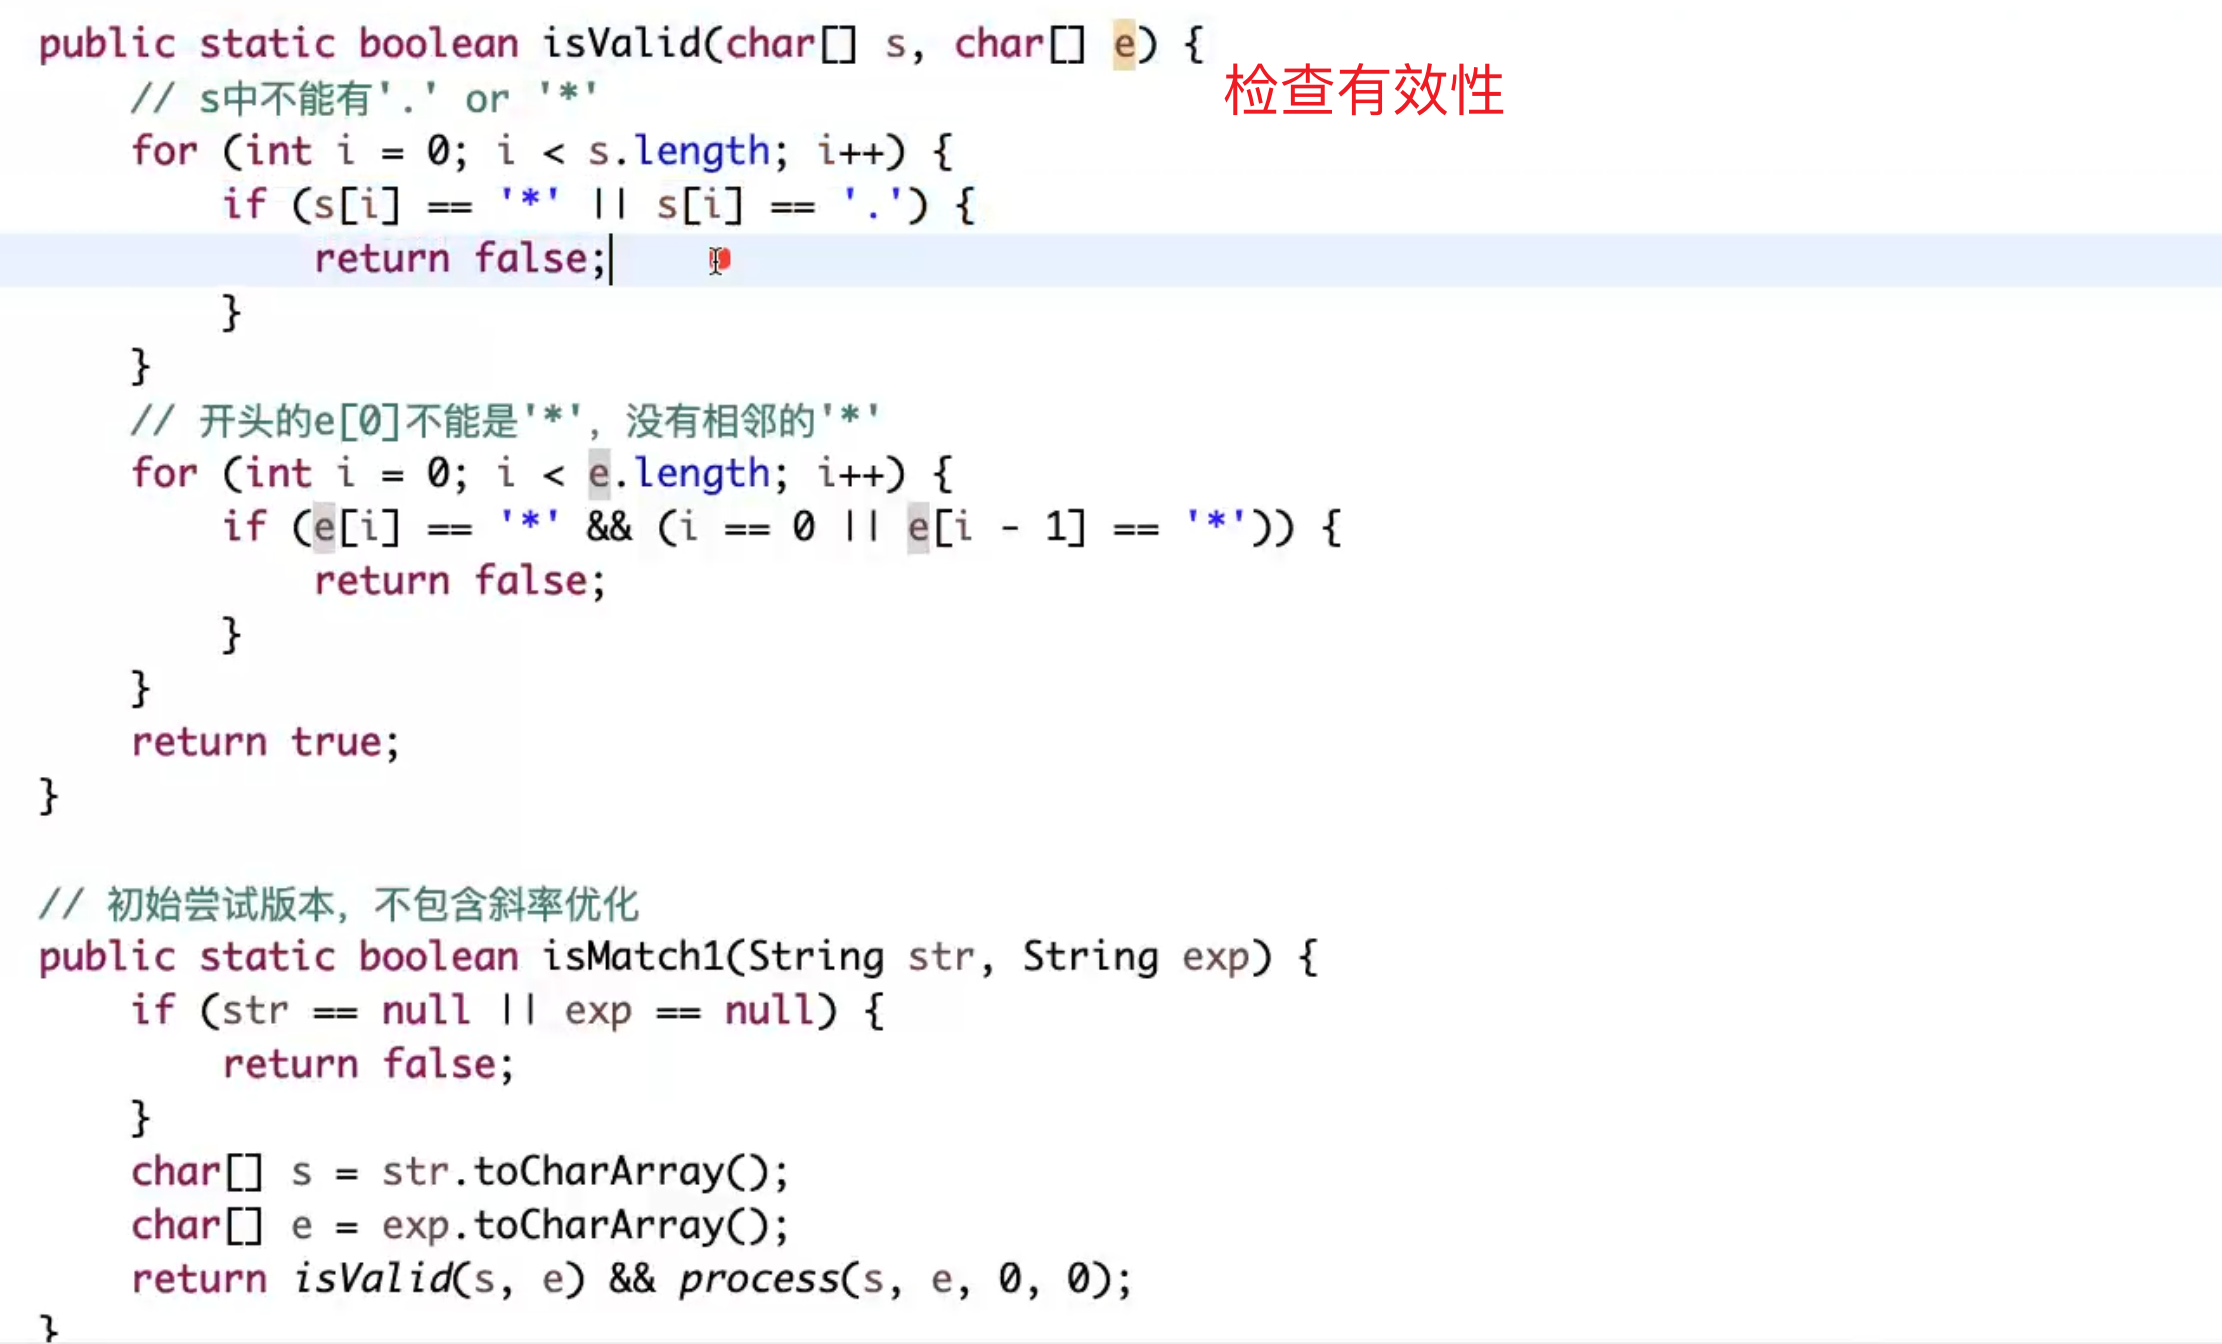 public static boolean isValid(char[] s, char[] e) {
检查有效性
// s中不能有'.' or '*'
for (int i = 0; i < s.length; i++) {
if (s[i] == '*' || s[i] == '.') {
return false;
}
}
// 开头的e[0]不能是'*', 没有相邻的'*'
for (int i = 0; i < e.length; i++) {
if (e[i] == '*' && (i == 0 || e[i - 1] == '*')) {
return false;
}
}
return true;
}
// 初始尝试版本, 不包含斜率优化
public static boolean isMatch1(String str, String exp) {
if (str == null || exp == null) {
return false;
}
char[] s = str.toCharArray();
char[] e = exp.toCharArray();
return isValid(s, e) && process(s, e, 0, 0);
}